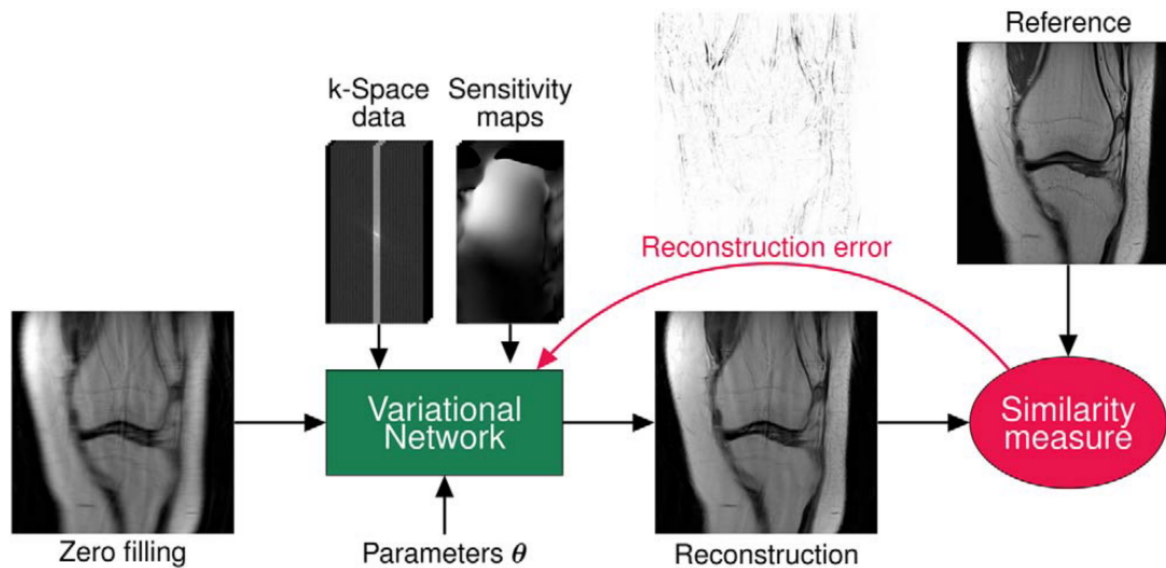 Reference
k-Space
data
Sensitivity
maps
Reconstruction error
Variational
Network
Similarity
measure
Zero filling
Parameters θ
Reconstruction